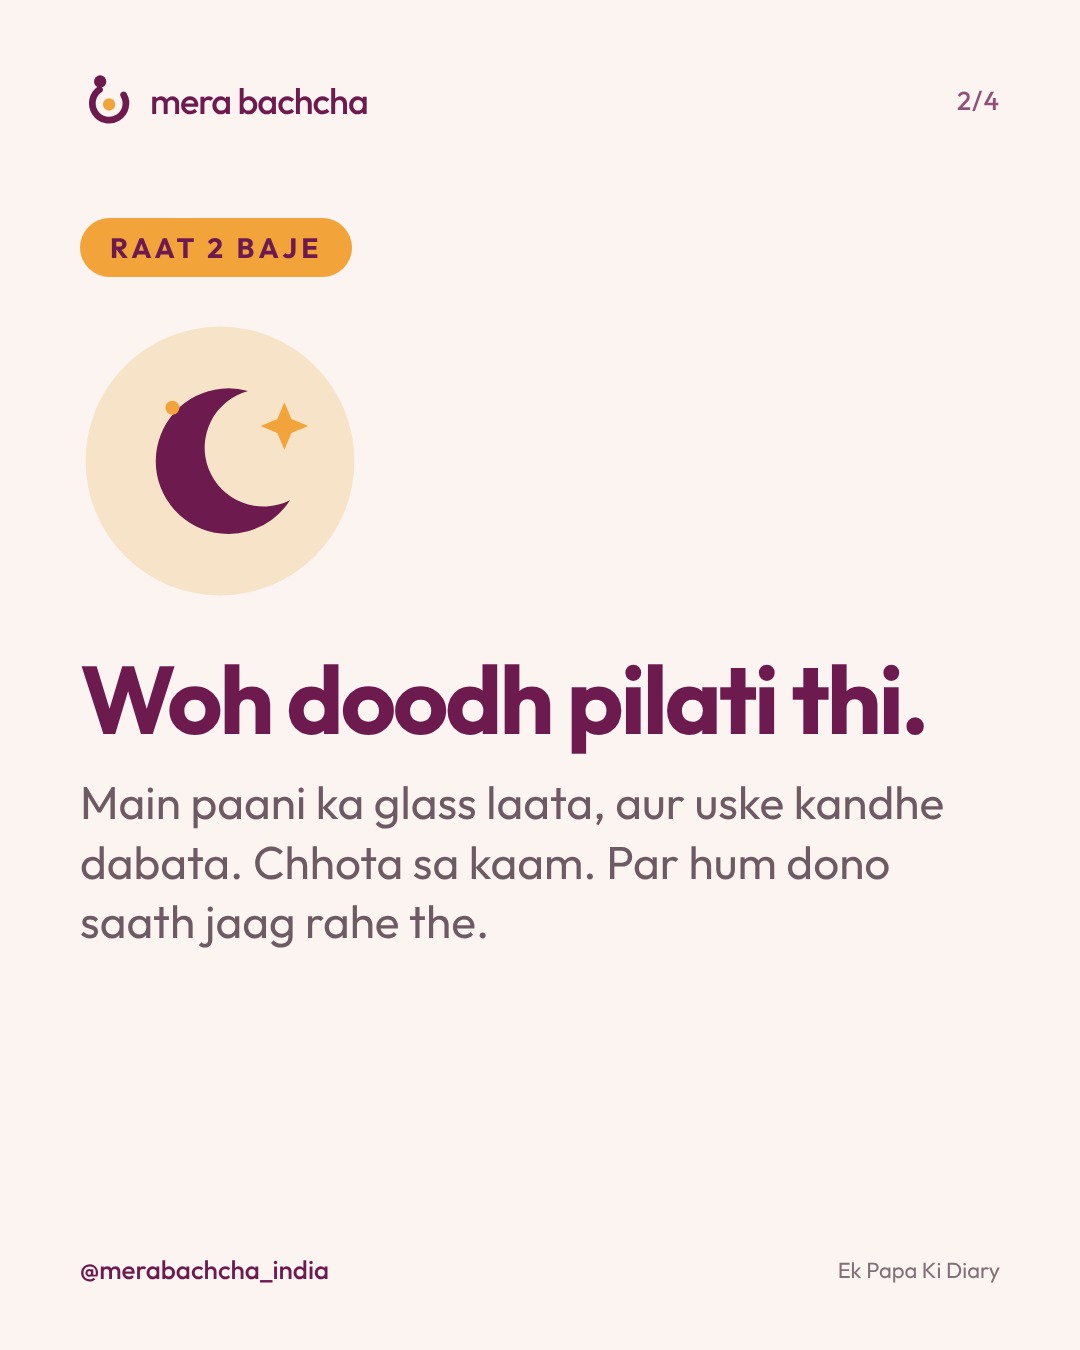 mera bachcha
2/4
RAAT 2 BAJE
Woh doodh pilati thi.
Main paani ka glass laata, aur uske kandhe
dabata. Chhota sa kaam. Par hum dono
saath jaag rahe the.
@merabachcha_india
Ek Papa Ki Diary